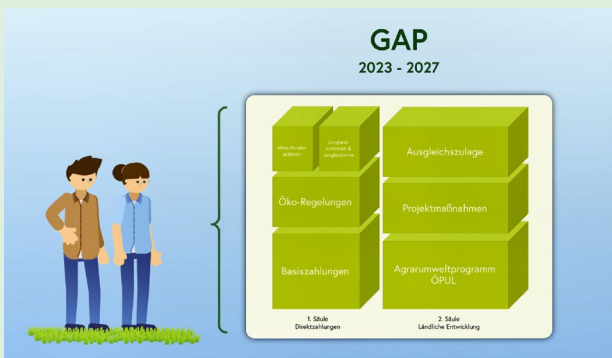 GAP
2023 - 2027
Ausgleichszulage
Öko-Regelungen
Projektmaßnahmen
Basiszahlungen
Agrarumweltprogramm
ÖPUL
1. Säule
Direktzahlungen
2. Säule
Ländliche Entwicklung